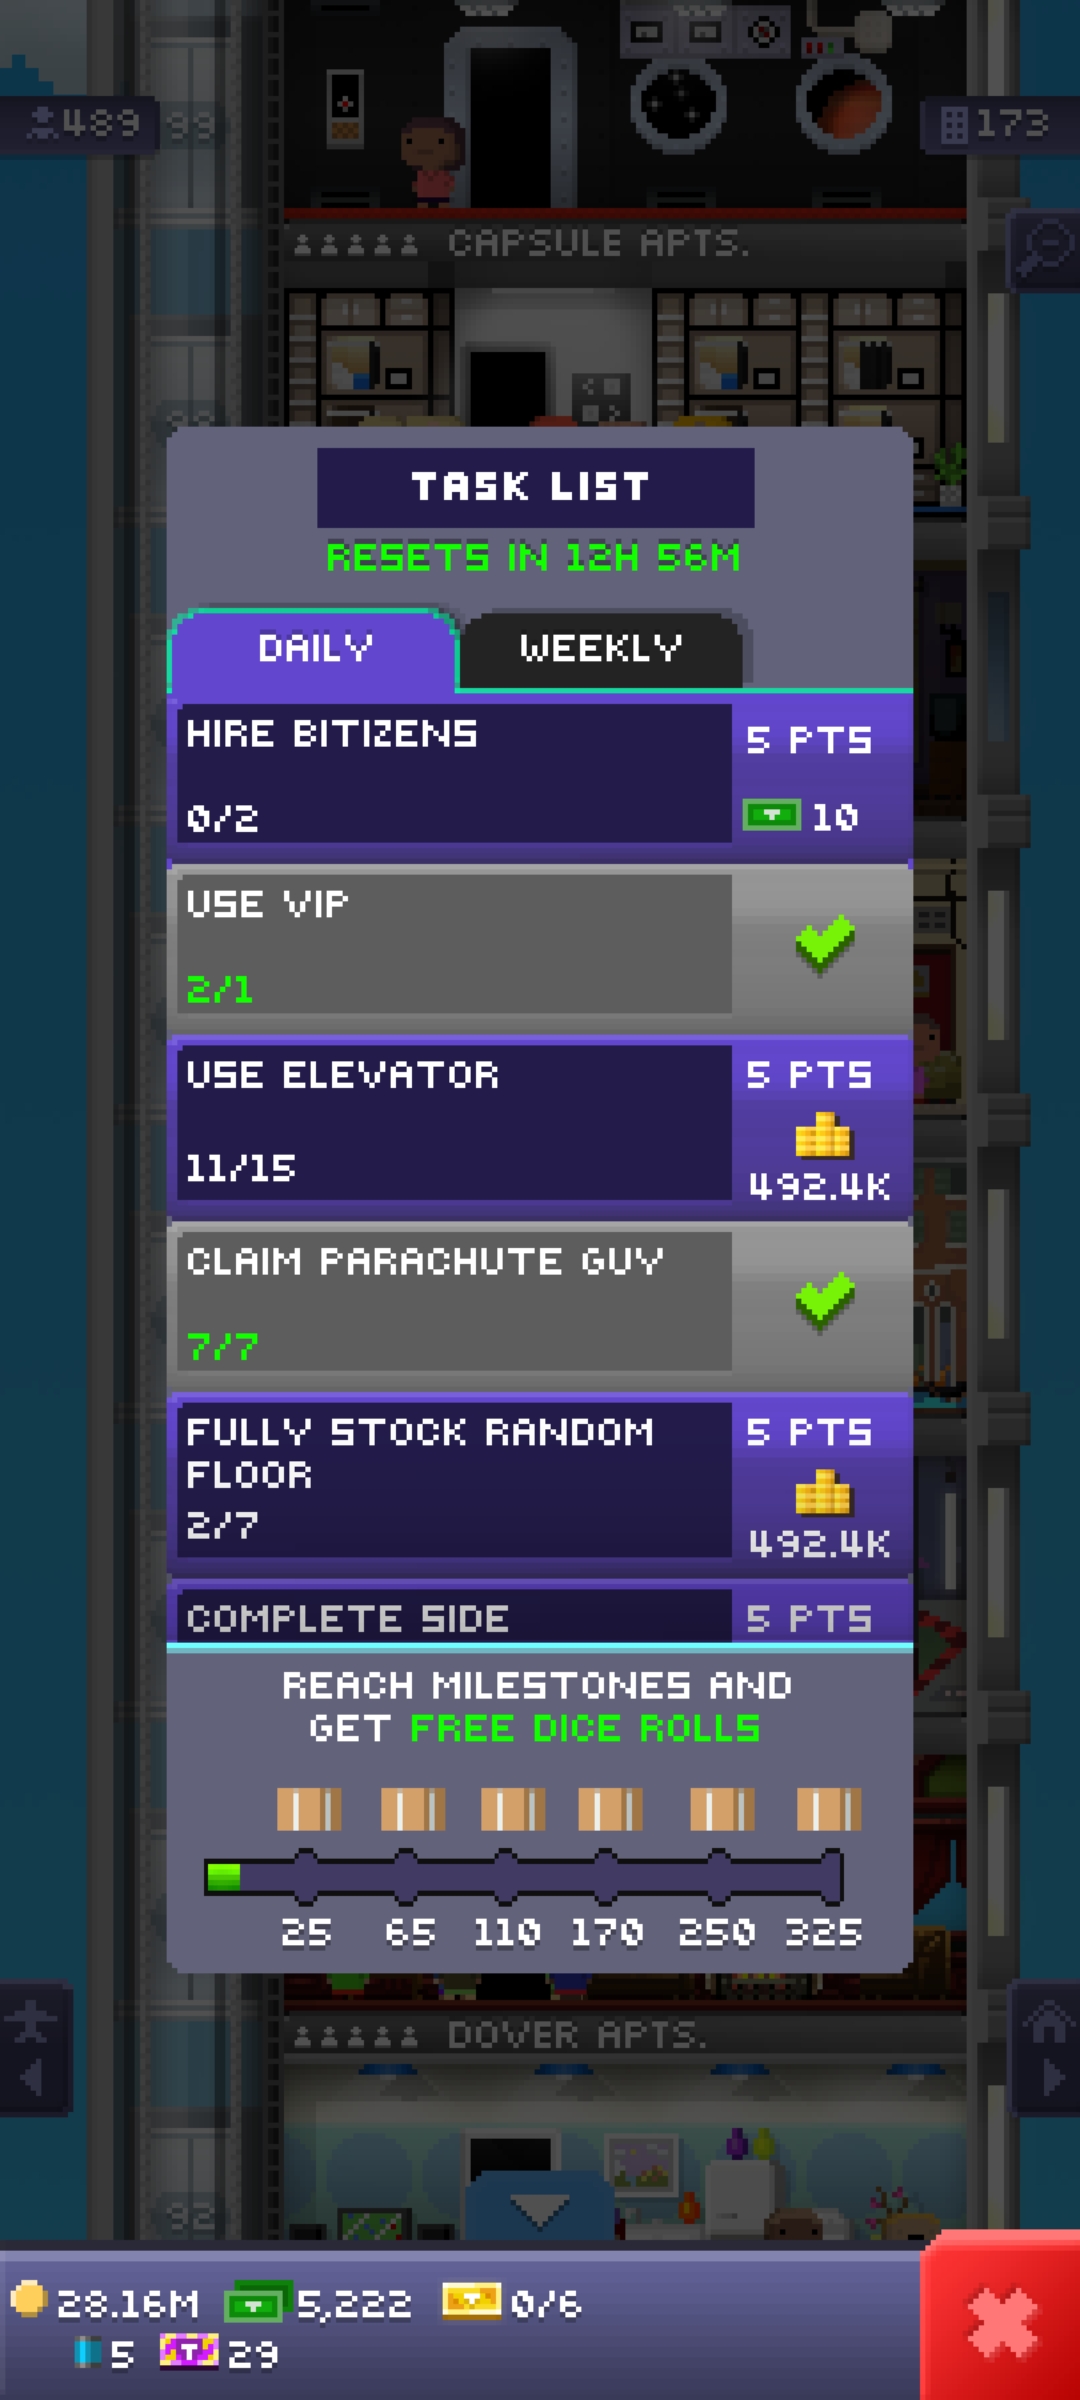 489
99
173
CAPSULE APTS.
TASK LIST
RESETS IN 12H 56M
DAILY
WEEKLY
HIRE BITIZENS
5 PTS
0/2
10
USE VIP
2/1
USE ELEVATOR
5 PTS
11/15
492.4K
CLAIM PARACHUTE GUY
7/7
FULLY STOCK RANDOM
FLOOR
5 PTS
2/7
492.4K
COMPLETE SIDE
5 PTS
REACH MILESTONES AND
GET FREE DICE ROLLS
25 65 110 170 250 325
DOVER APTS.
92
28.16M 5,222 0/6
5 29